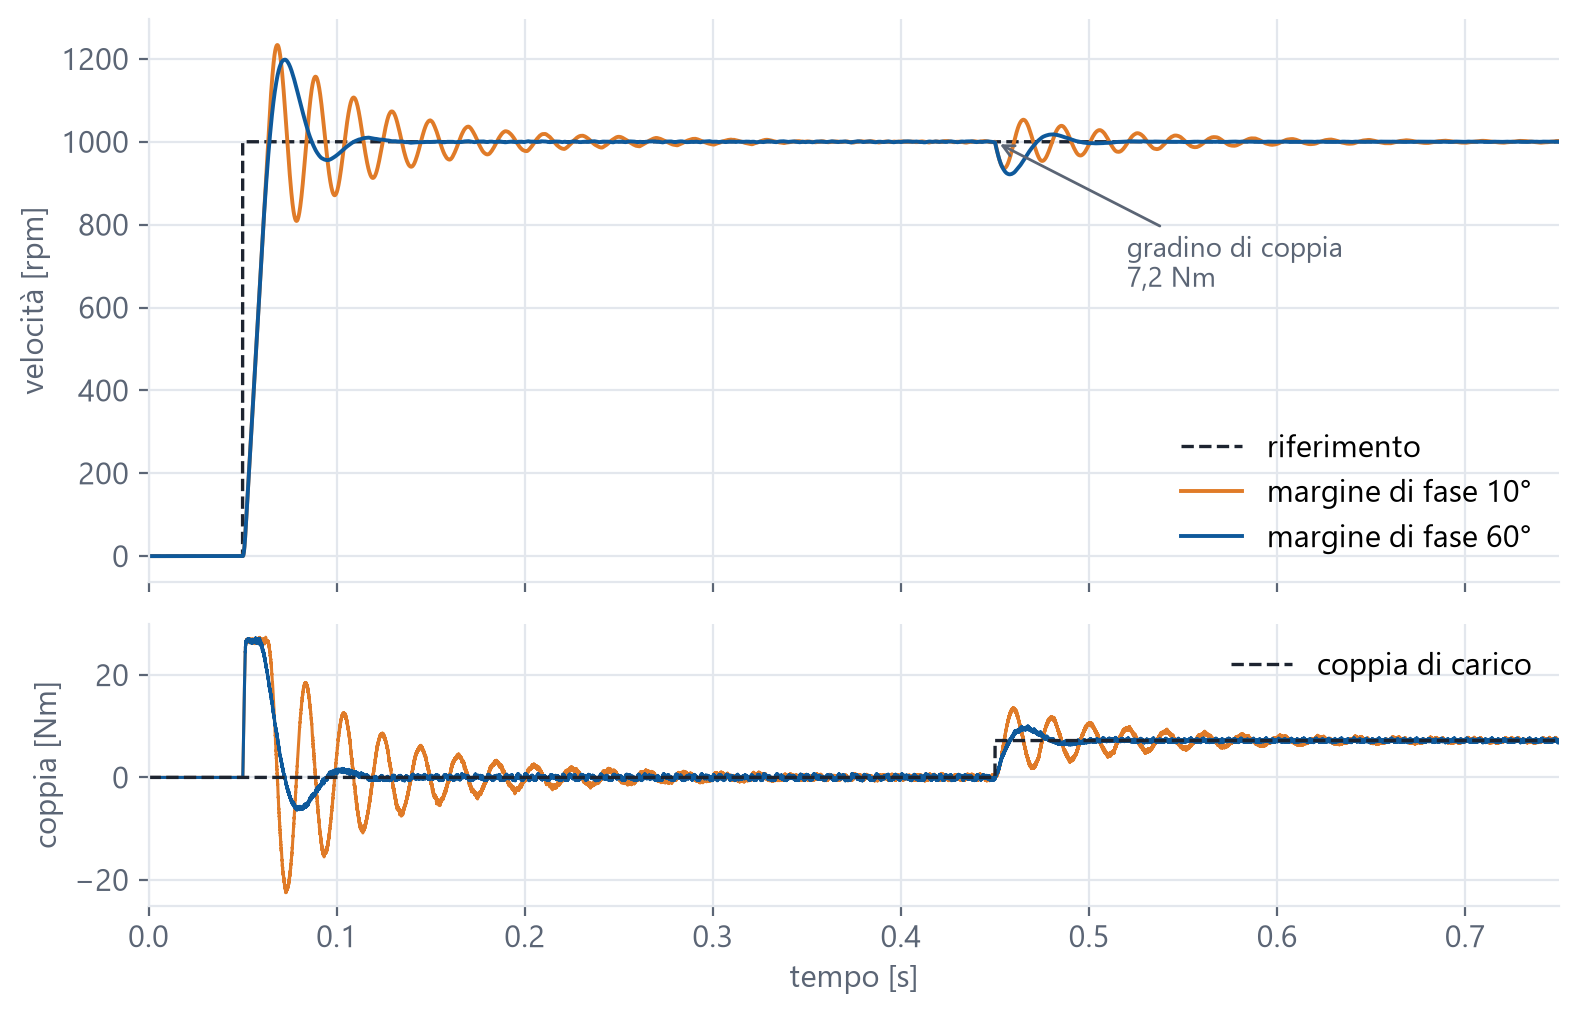 1200
1000
800
600
400
200
0
velocità [rpm]
gradino di coppia
7,2 Nm
riferimento
margine di fase 10°
margine di fase 60°
20
0
−20
coppia [Nm]
coppia di carico
0.0 0.1 0.2 0.3 0.4 0.5 0.6 0.7
tempo [s]